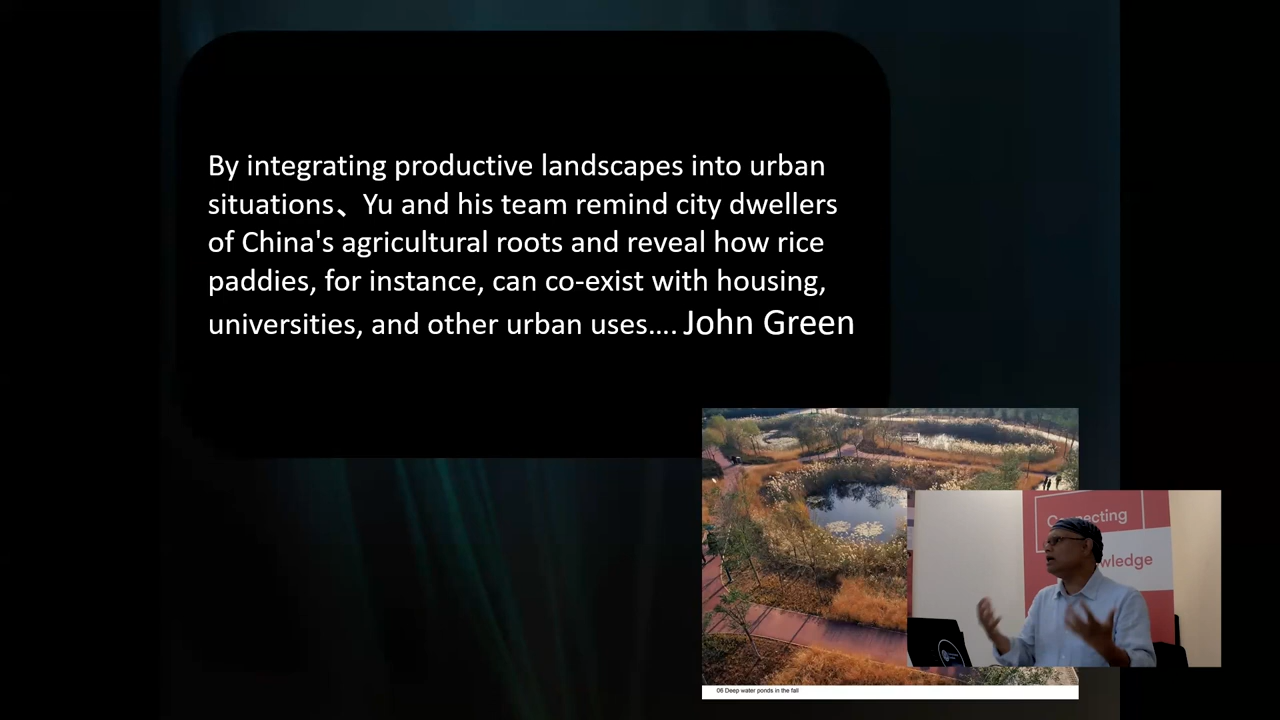 By integrating productive landscapes into urban
situations、Yu and his team remind city dwellers
of China's agricultural roots and reveal how rice
paddies, for instance, can co-exist with housing,
universities, and other urban uses.... John Green
06 Deep water ponds in the fall